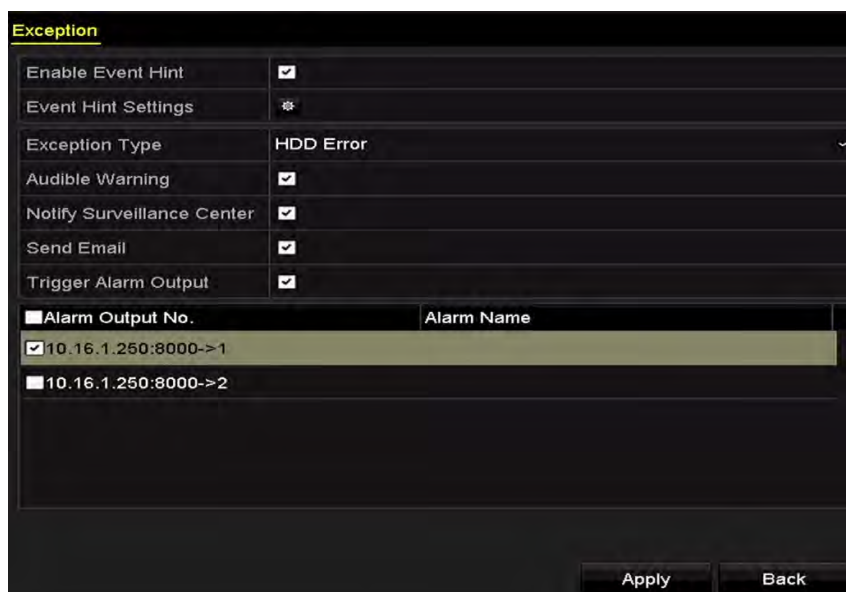 Exception
Enable Event Hint
Event Hint Settings
Exception Type HDD Error
Audible Warning
Notify Surveillance Center
Send Email
Trigger Alarm Output
Alarm Output No. Alarm Name
10.16.1.250:8000->1
10.16.1.250:8000->2
Apply Back